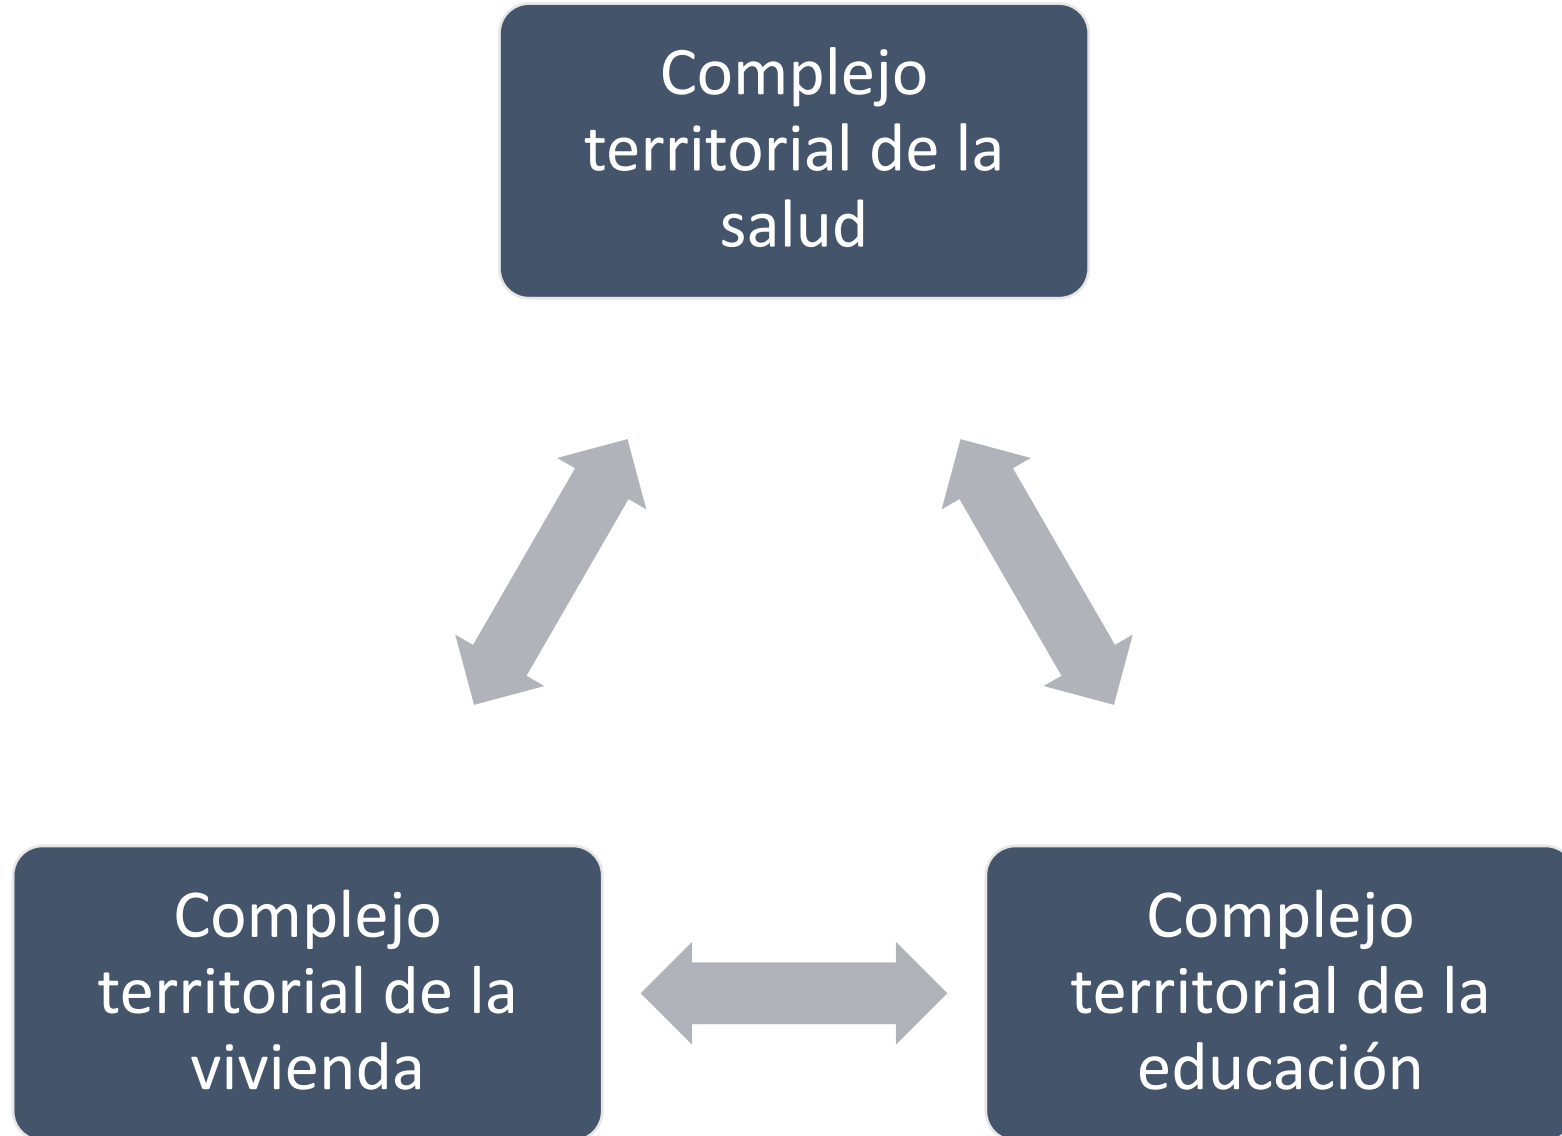 Complejo
territorial de la
salud
Complejo
territorial de la
vivienda
Complejo
territorial de la
educación